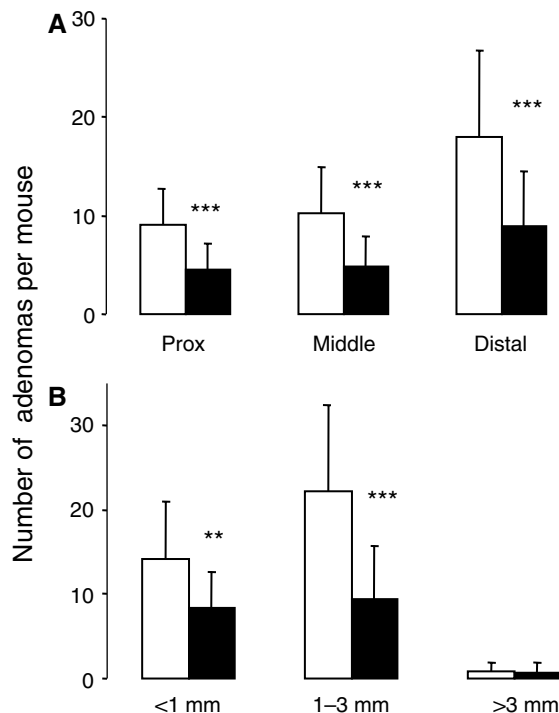 A
30
20
10
0
***
***
***
Prox Middle Distal
Number of adenomas per mouse
B
30
20
10
0
**
***
<1 mm 1–3 mm >3 mm